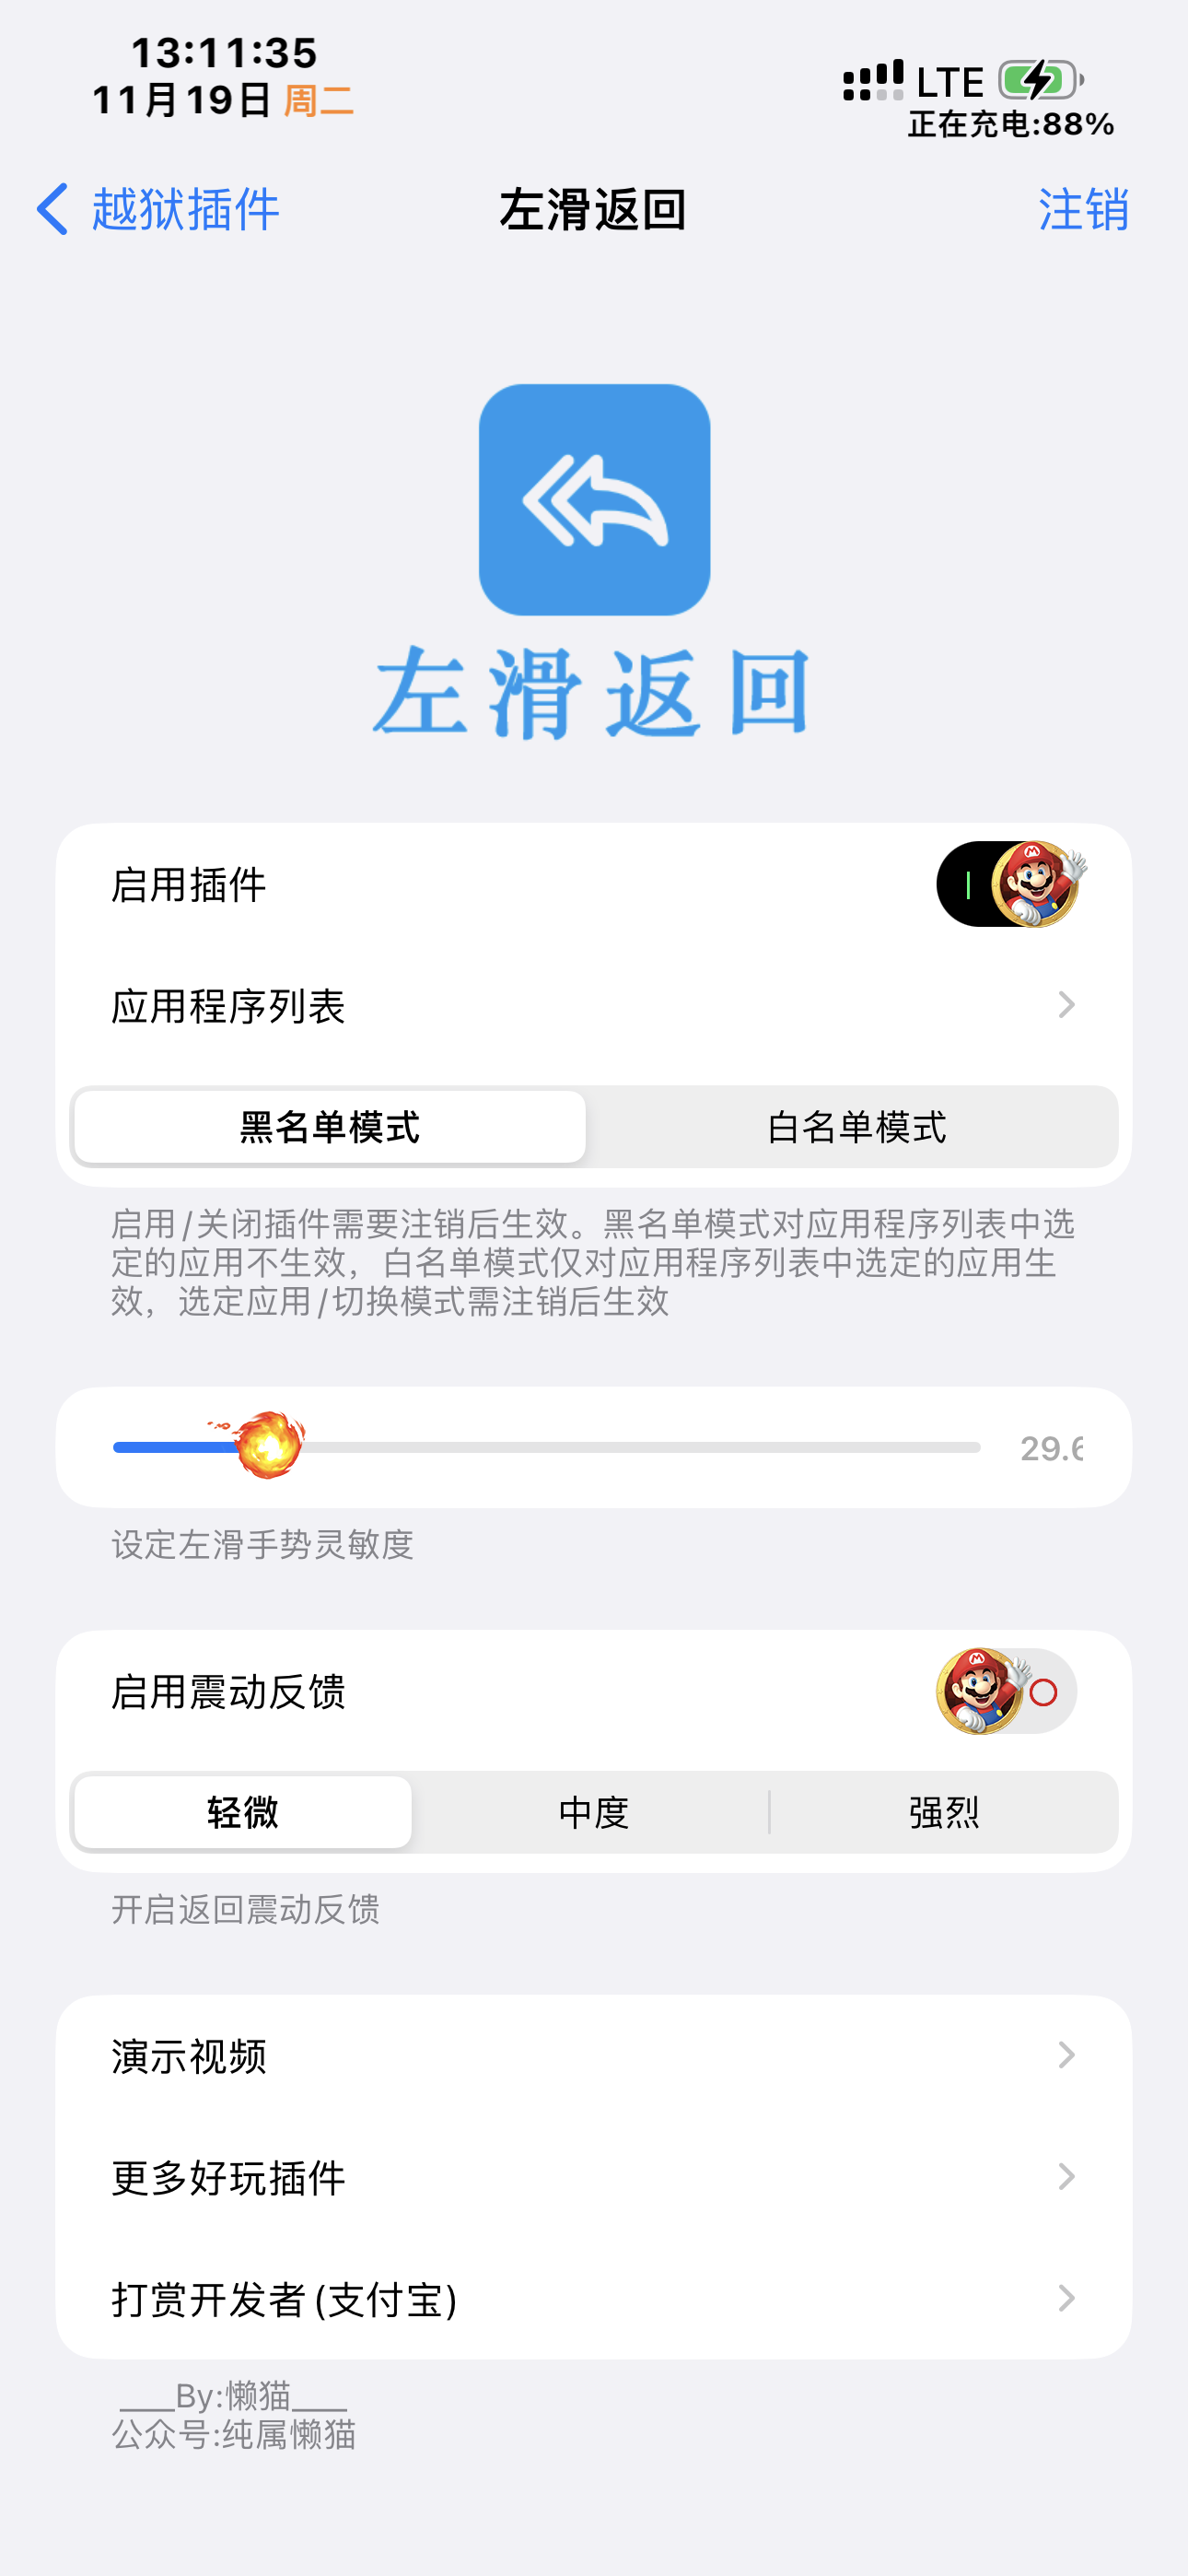 13:11:35
11月19日 周二
LTE
正在充电:88%
越狱插件
左滑返回
注销
左滑返回
启用插件
应用程序列表
黑名单模式
白名单模式
启用/关闭插件需要注销后生效。黑名单模式对应用程序列表中选
定的应用不生效，白名单模式仅对应用程序列表中选定的应用生
效，选定应用/切换模式需注销后生效
29.6
设定左滑手势灵敏度
启用震动反馈
轻微
中度
强烈
开启返回震动反馈
演示视频
更多好玩插件
打赏开发者(支付宝)
___By:懒猫___
公众号:纯属懒猫